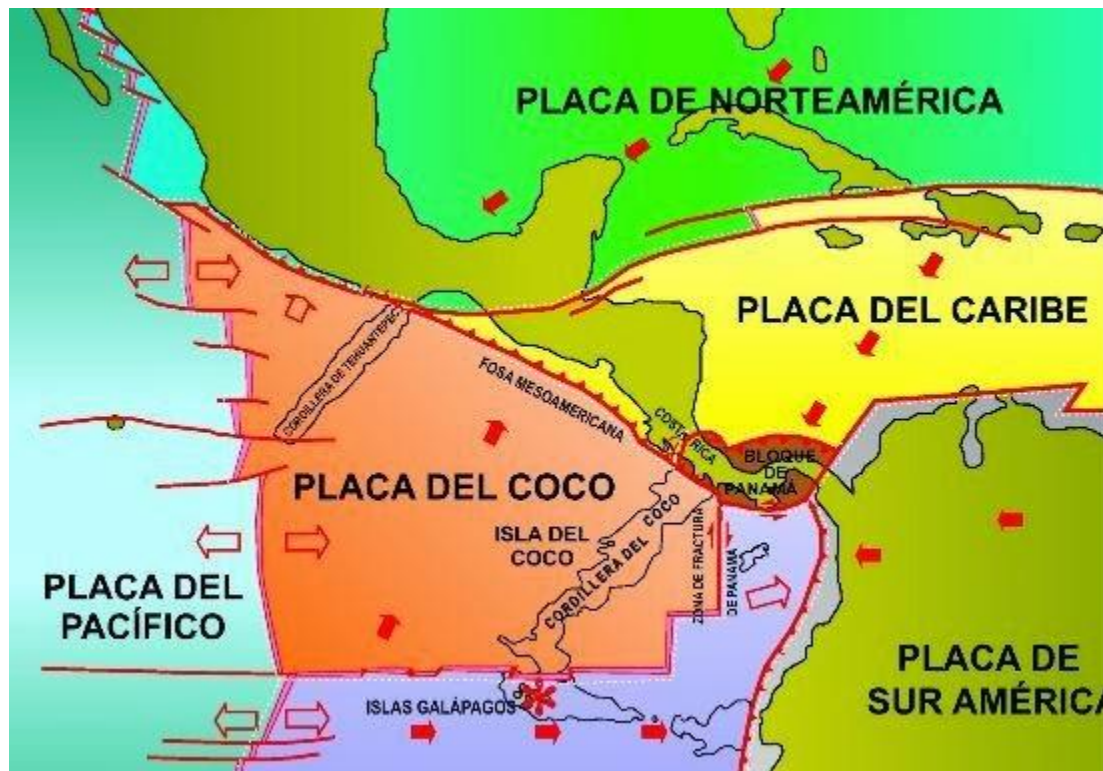 PLACA DE NORTEAMÉRICA
PLACA DEL CARIBE
CORDILLERA DE TEHUANTEPEC
FOSA MESOAMERICANA
COSTA RICA
BLOQUE
DE
PANAMÁ
PLACA DEL COCO
ISLA DEL
COCO
CORDILLERA DEL COCO
ZONA DE FRACTURA
DE PANAMÁ
PLACA DEL
PACÍFICO
PLACA DE
SUR AMÉRICA
ISLAS GALÁPAGOS